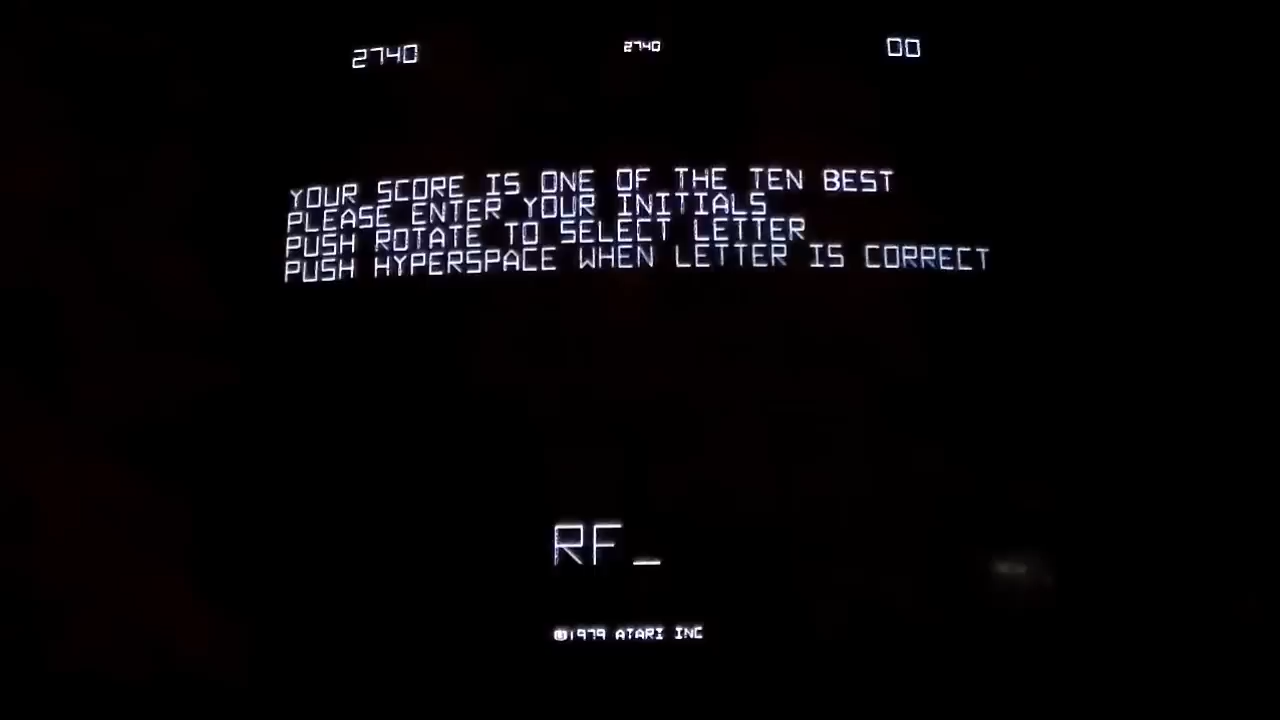 2740 2740 00
YOUR SCORE IS ONE OF THE TEN BEST
PLEASE ENTER YOUR INITIALS
PUSH ROTATE TO SELECT LETTER
PUSH HYPERSPACE WHEN LETTER IS CORRECT
RF_
©1979 ATARI INC